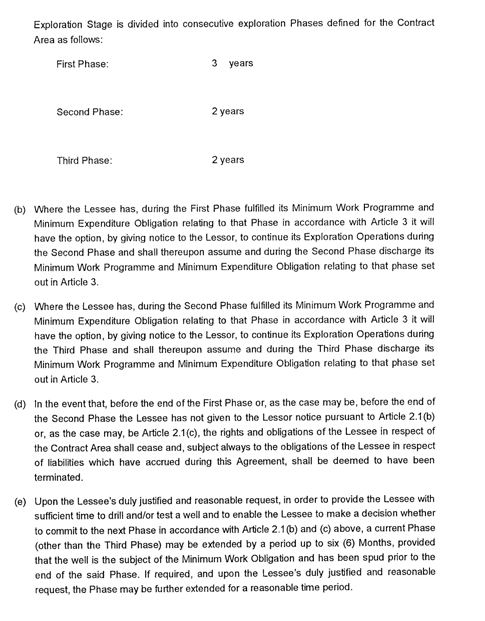 Exploration Stage is divided into consecutive exploration Phases defined for the Contract
Area as follows:
First Phase: 3 years
Second Phase: 2 years
Third Phase: 2 years
(b) Where the Lessee has, during the First Phase fulfilled its Minimum Work Programme and
Minimum Expenditure Obligation relating to that Phase in accordance with Article 3 it will
have the option, by giving notice to the Lessor, to continue its Exploration Operations during
the Second Phase and shall thereupon assume and during the Second Phase discharge its
Minimum Work Programme and Minimum Expenditure Obligation relating to that phase set
out in Article 3.
(c) Where the Lessee has, during the Second Phase fulfilled its Minimum Work Programme and
Minimum Expenditure Obligation relating to that Phase in accordance with Article 3 it will
have the option, by giving notice to the Lessor, to continue its Exploration Operations during
the Third Phase and shall thereupon assume and during the Third Phase discharge its
Minimum Work Programme and Minimum Expenditure Obligation relating to that phase set
out in Article 3.
(d) In the event that, before the end of the First Phase or, as the case may be, before the end of
the Second Phase the Lessee has not given to the Lessor notice pursuant to Article 2.1(b)
or, as the case may, be Article 2.1(c), the rights and obligations of the Lessee in respect of
the Contract Area shall cease and, subject always to the obligations of the Lessee in respect
of liabilities which have accrued during this Agreement, shall be deemed to have been
terminated.
(e) Upon the Lessee's duly justified and reasonable request, in order to provide the Lessee with
sufficient time to drill and/or test a well and to enable the Lessee to make a decision whether
to commit to the next Phase in accordance with Article 2.1(b) and (c) above, a current Phase
(other than the Third Phase) may be extended by a period up to six (6) Months, provided
that the well is the subject of the Minimum Work Obligation and has been spud prior to the
end of the said Phase. If required, and upon the Lessee's duly justified and reasonable
request, the Phase may be further extended for a reasonable time period.